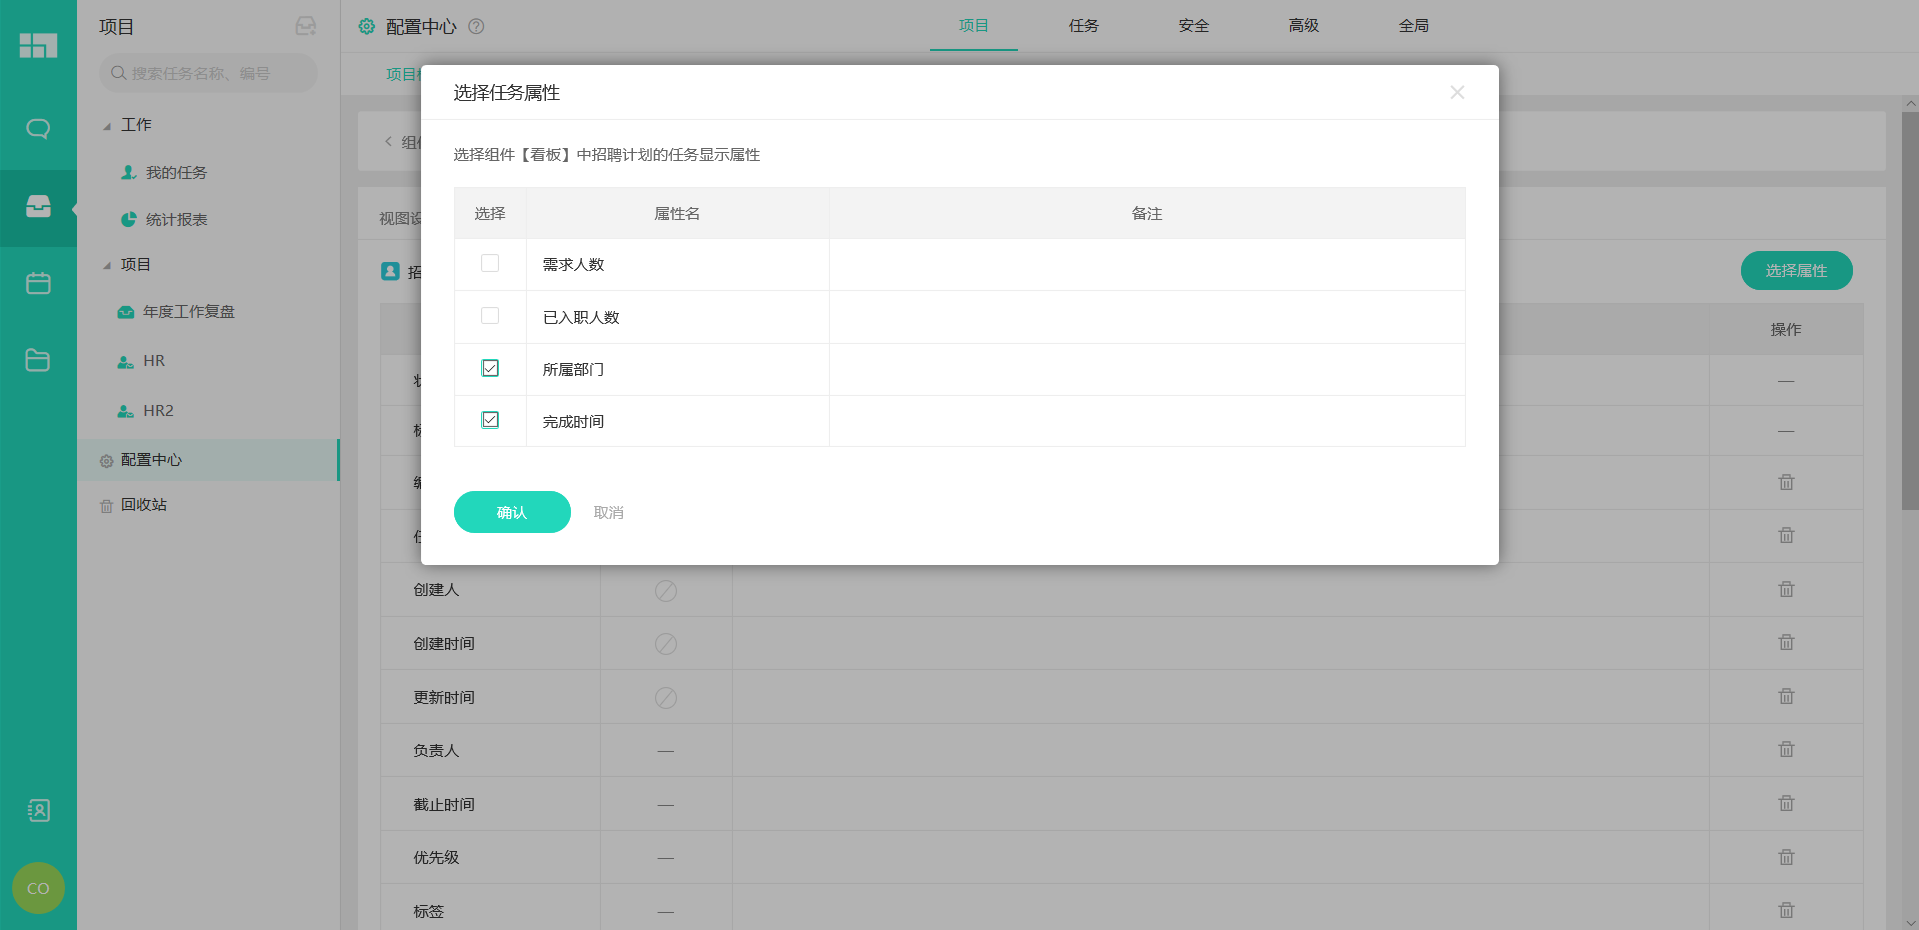 项目
搜索任务名称、编号
工作
我的任务
统计报表
项目
年度工作复盘
HR
HR2
配置中心
回收站
CO
配置中心
项目
任务
安全
高级
全局
项目
选择任务属性
选择组件【看板】中招聘计划的任务显示属性
选择 属性名 备注
需求人数
已入职人数
所属部门
完成时间
确认 取消
视图
选择属性
操作
创建人
创建时间
更新时间
负责人 —
截止时间 —
优先级 —
标签 —